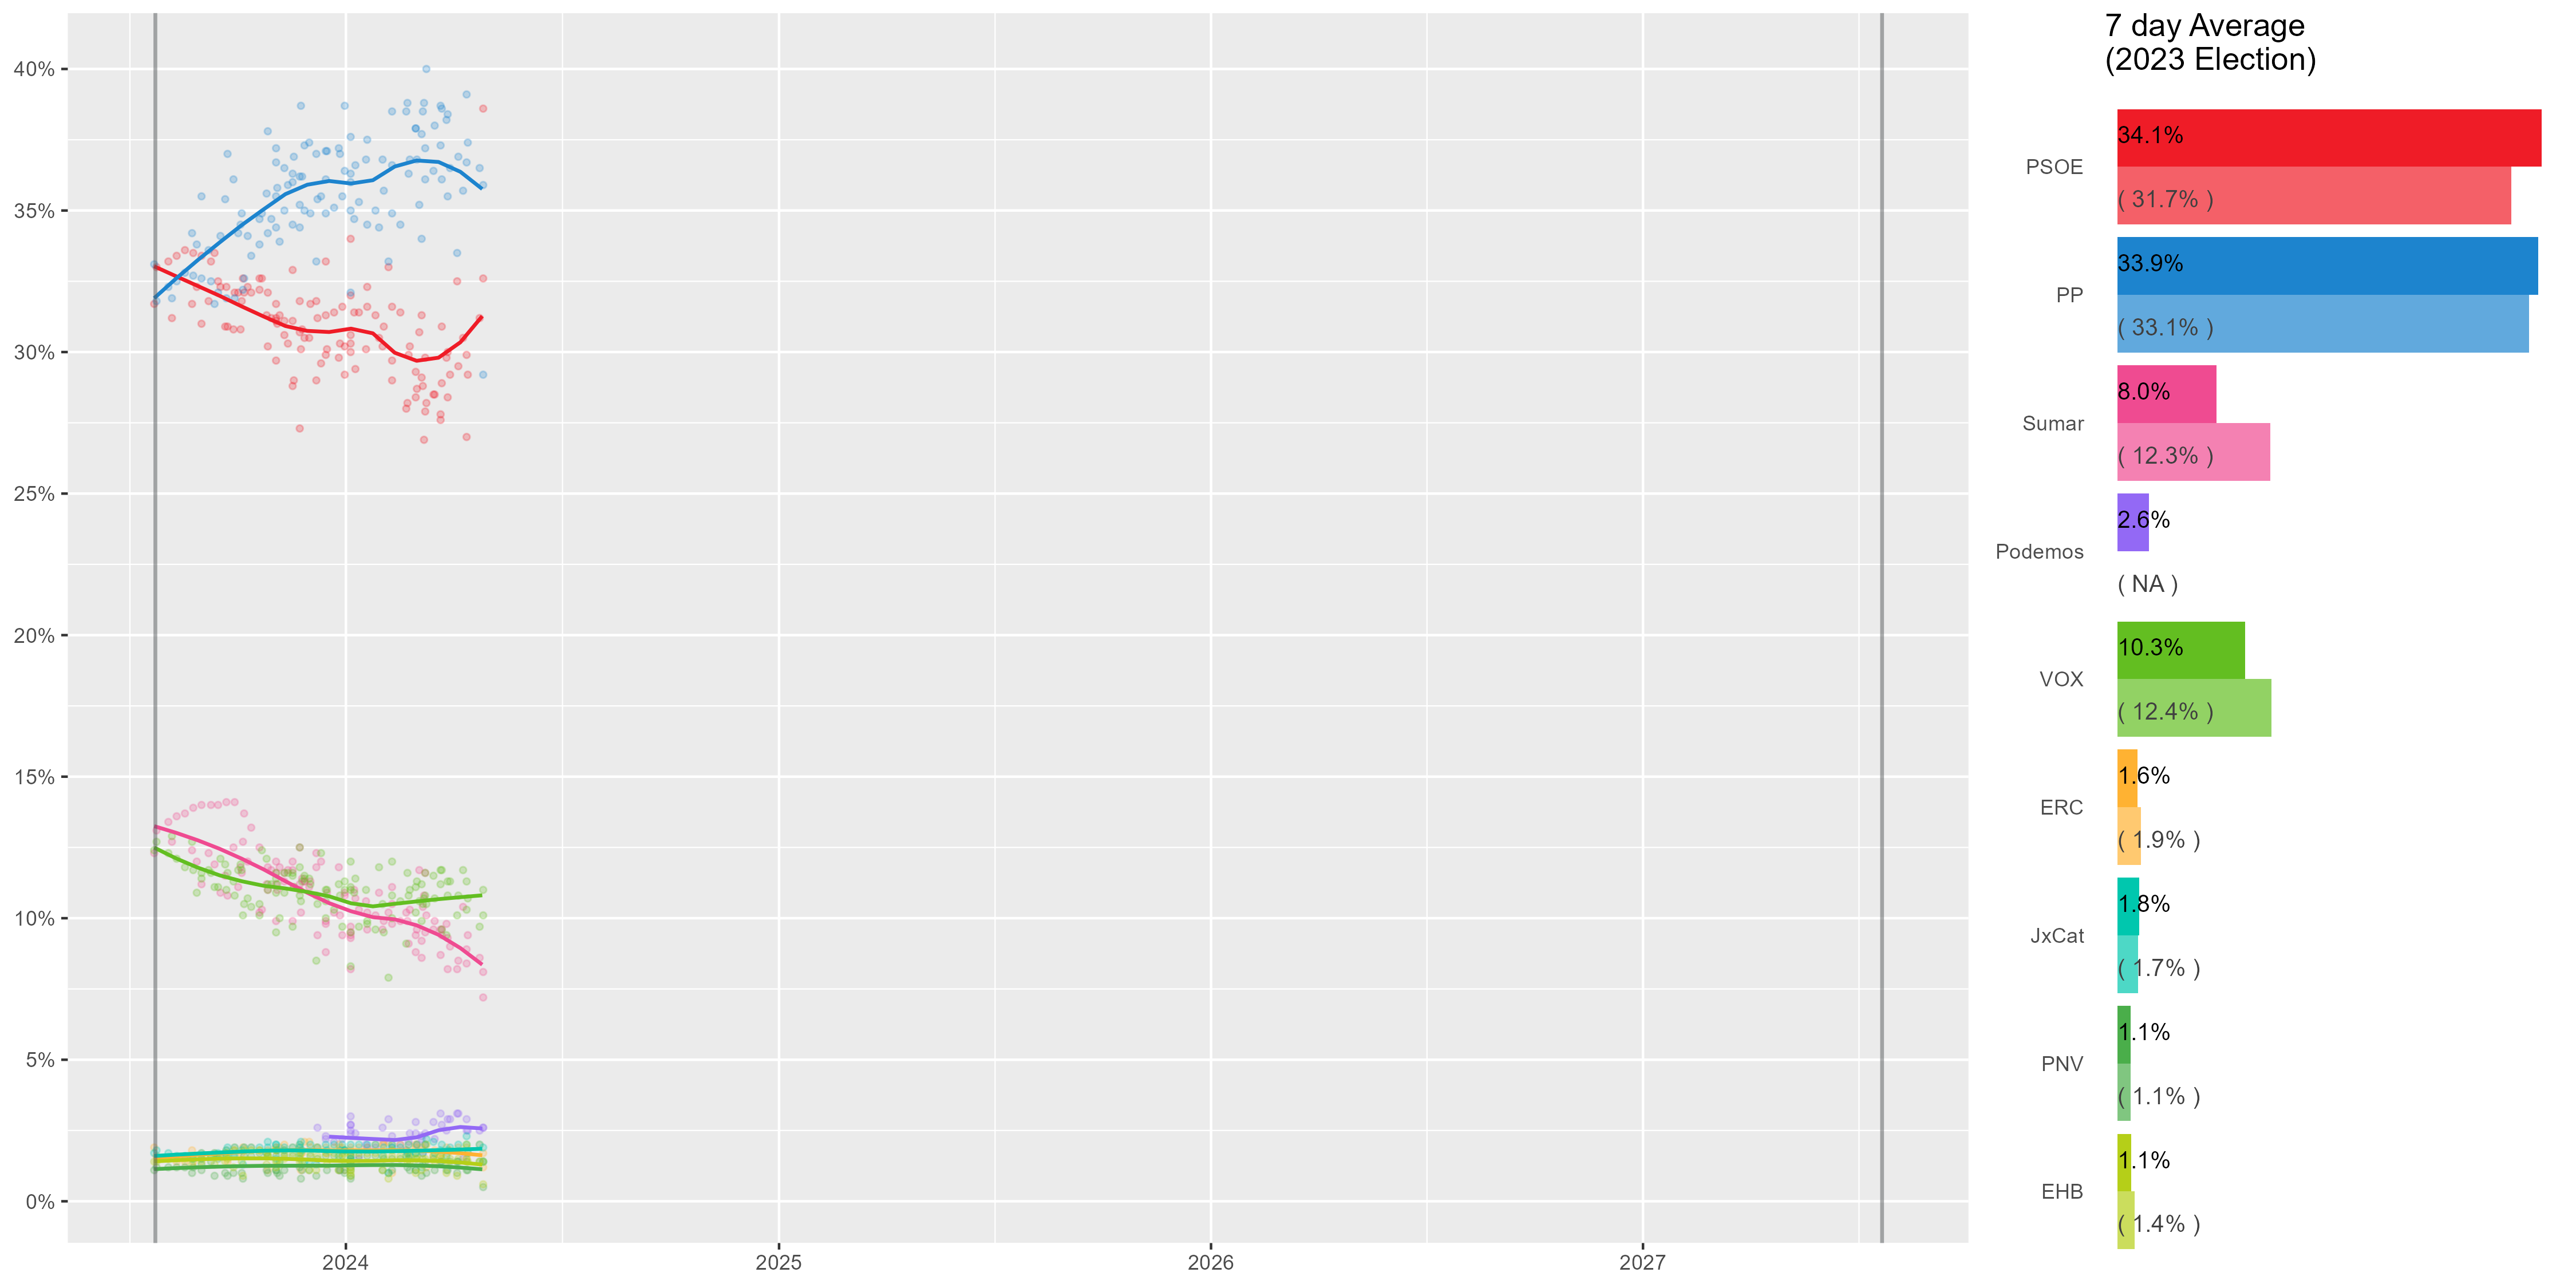 40%
35%
30%
25%
20%
15%
10%
5%
0%
2024
2025
2026
2027
7 day Average
(2023 Election)
PSOE
34.1%
( 31.7% )
PP
33.9%
( 33.1% )
Sumar
8.0%
( 12.3% )
Podemos
2.6%
( NA )
VOX
10.3%
( 12.4% )
ERC
1.6%
( 1.9% )
JxCat
1.8%
( 1.7% )
PNV
1.1%
( 1.1% )
EHB
1.1%
( 1.4% )